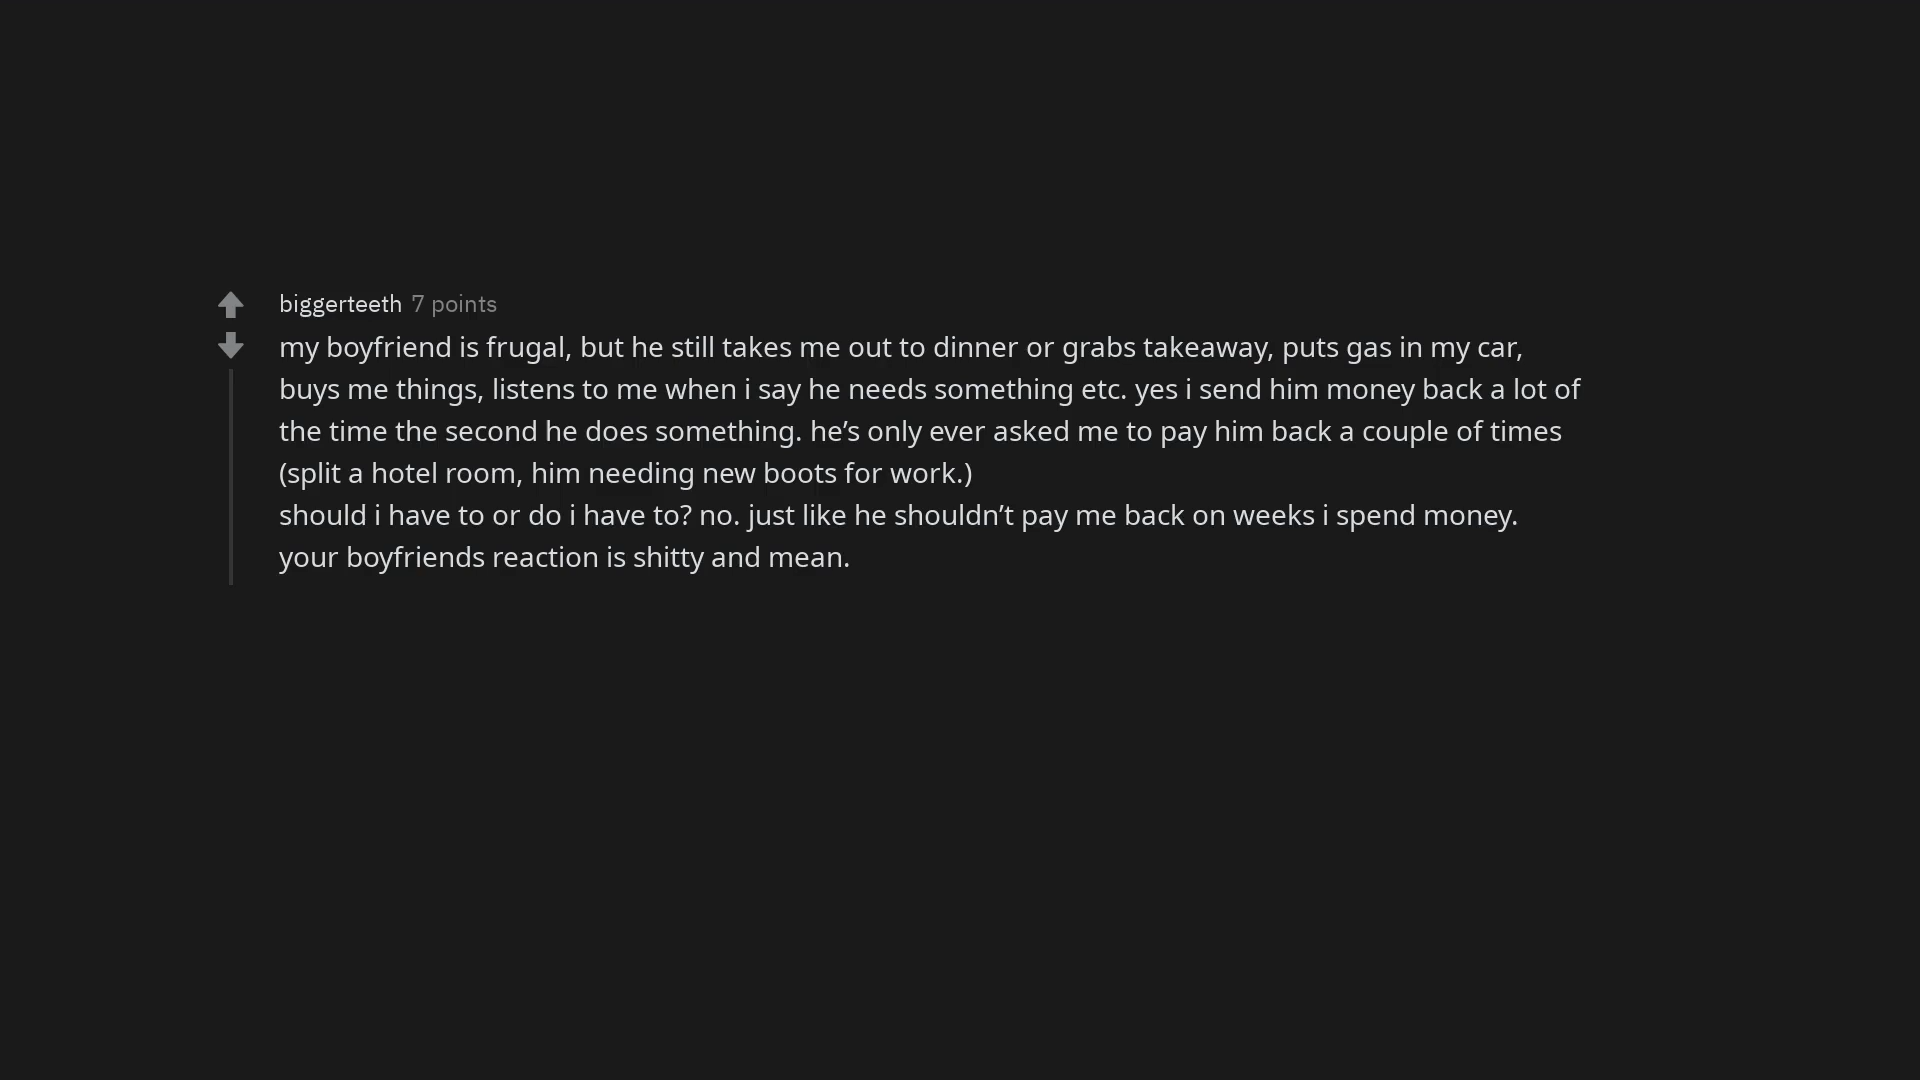 biggerteeth 7 points
my boyfriend is frugal, but he still takes me out to dinner or grabs takeaway, puts gas in my car,
buys me things, listens to me when i say he needs something etc. yes i send him money back a lot of
the time the second he does something. he’s only ever asked me to pay him back a couple of times
(split a hotel room, him needing new boots for work.)
should i have to or do i have to? no. just like he shouldn’t pay me back on weeks i spend money.
your boyfriends reaction is shitty and mean.